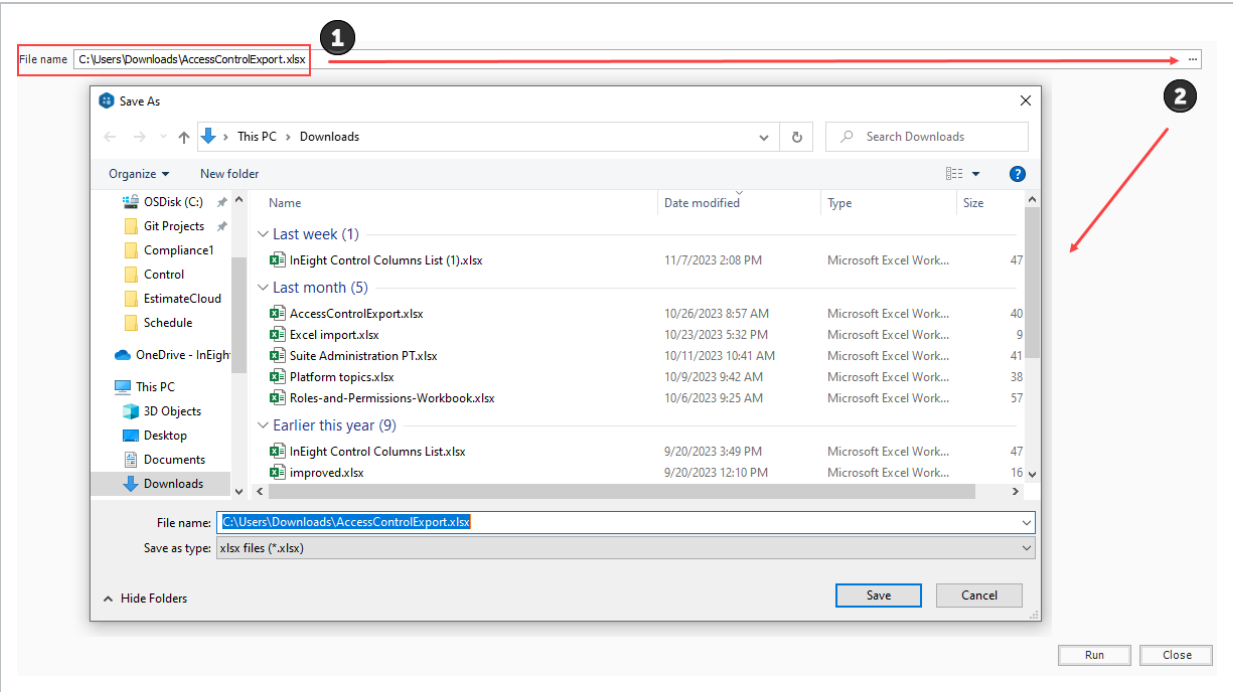 1
File name C:\Users\Downloads\AccessControlExport.xlsx ...
2
Save As
This PC > Downloads
Search Downloads
Organize New folder ?
OSDisk (C:) Name Date modified Type Size
Git Projects
Last week (1)
Compliance1
InEight Control Columns List (1).xlsx 11/7/2023 2:08 PM Microsoft Excel Work... 47
Control
Last month (5)
EstimateCloud
AccessControlExport.xlsx 10/26/2023 8:57 AM Microsoft Excel Work... 40
Schedule
Excel import.xlsx 10/23/2023 5:32 PM Microsoft Excel Work... 9
OneDrive - InEigh
Suite Administration PT.xlsx 10/11/2023 10:41 AM Microsoft Excel Work... 41
This PC
Platform topics.xlsx 10/9/2023 9:42 AM Microsoft Excel Work... 38
Roles-and-Permissions-Workbook.xlsx 10/6/2023 9:25 AM Microsoft Excel Work... 57
3D Objects
Earlier this year (9)
Desktop
InEight Control Columns List.xlsx 9/20/2023 3:49 PM Microsoft Excel Work... 47
Documents
improved.xlsx 9/20/2023 12:10 PM Microsoft Excel Work... 16
Downloads
File name: C:\Users\Downloads\AccessControlExport.xlsx
Save as type: xlsx files (*.xlsx)
Hide Folders Save Cancel
Run Close